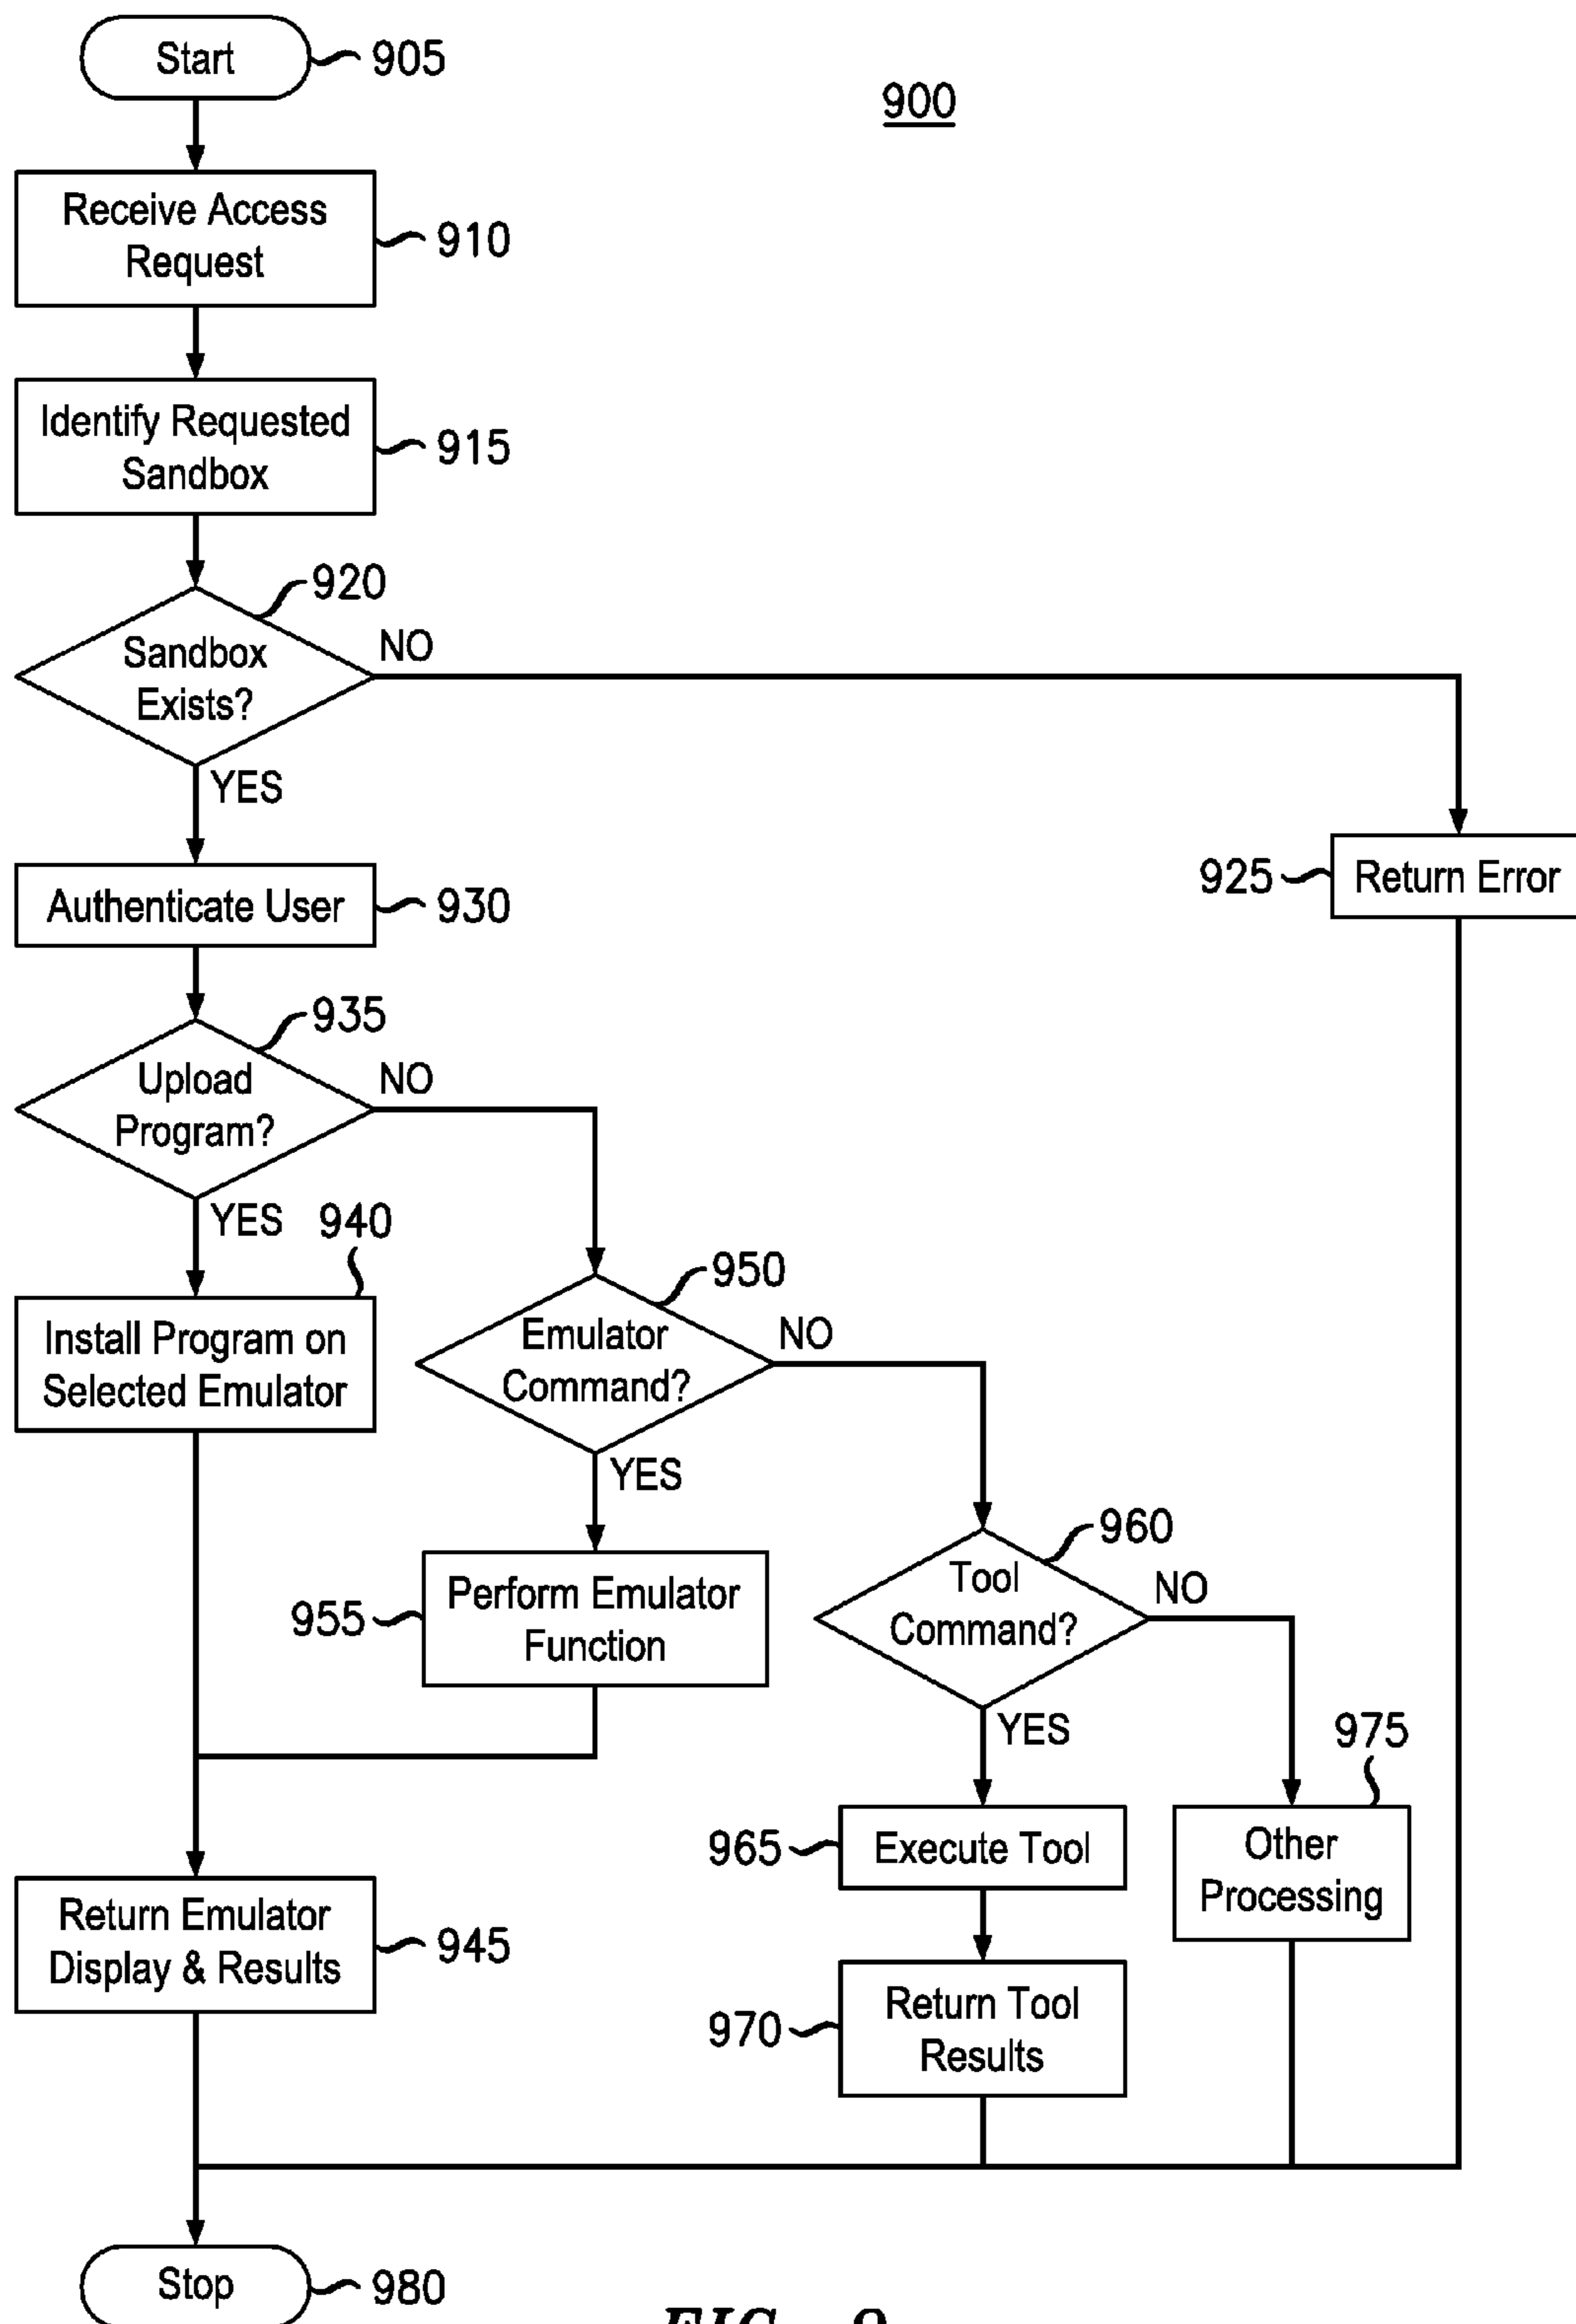 Start
905
900
Receive Access
Request
910
Identify Requested
Sandbox
915
920
Sandbox
Exists?
NO
YES
925
Return Error
Authenticate User
930
935
Upload
Program?
NO
YES
940
Install Program on
Selected Emulator
950
Emulator
Command?
NO
YES
955
Perform Emulator
Function
960
Tool
Command?
NO
YES
975
965
Execute Tool
Other
Processing
Return Emulator
Display & Results
945
970
Return Tool
Results
Stop
980
FIG. 9